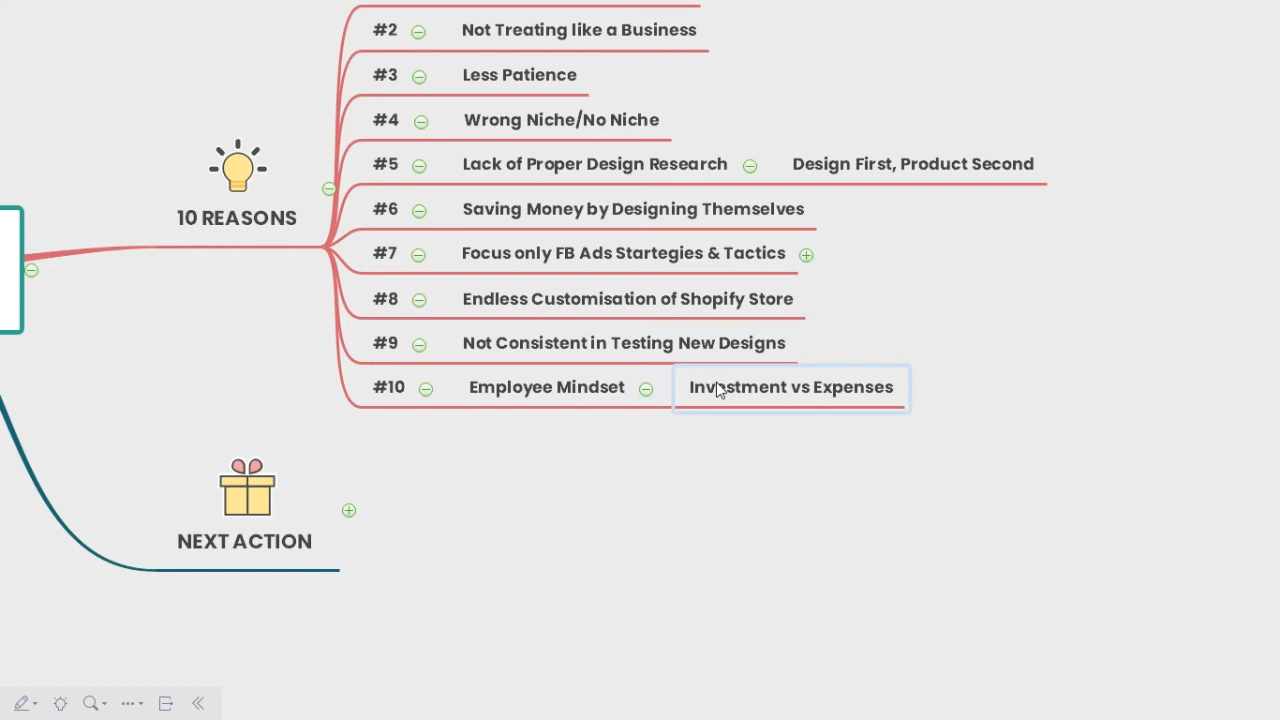 #2 Not Treating like a Business
#3 Less Patience
#4 Wrong Niche/No Niche
#5 Lack of Proper Design Research Design First, Product Second
10 REASONS
#6 Saving Money by Designing Themselves
#7 Focus only FB Ads Startegies & Tactics
#8 Endless Customisation of Shopify Store
#9 Not Consistent in Testing New Designs
#10 Employee Mindset Investment vs Expenses
NEXT ACTION